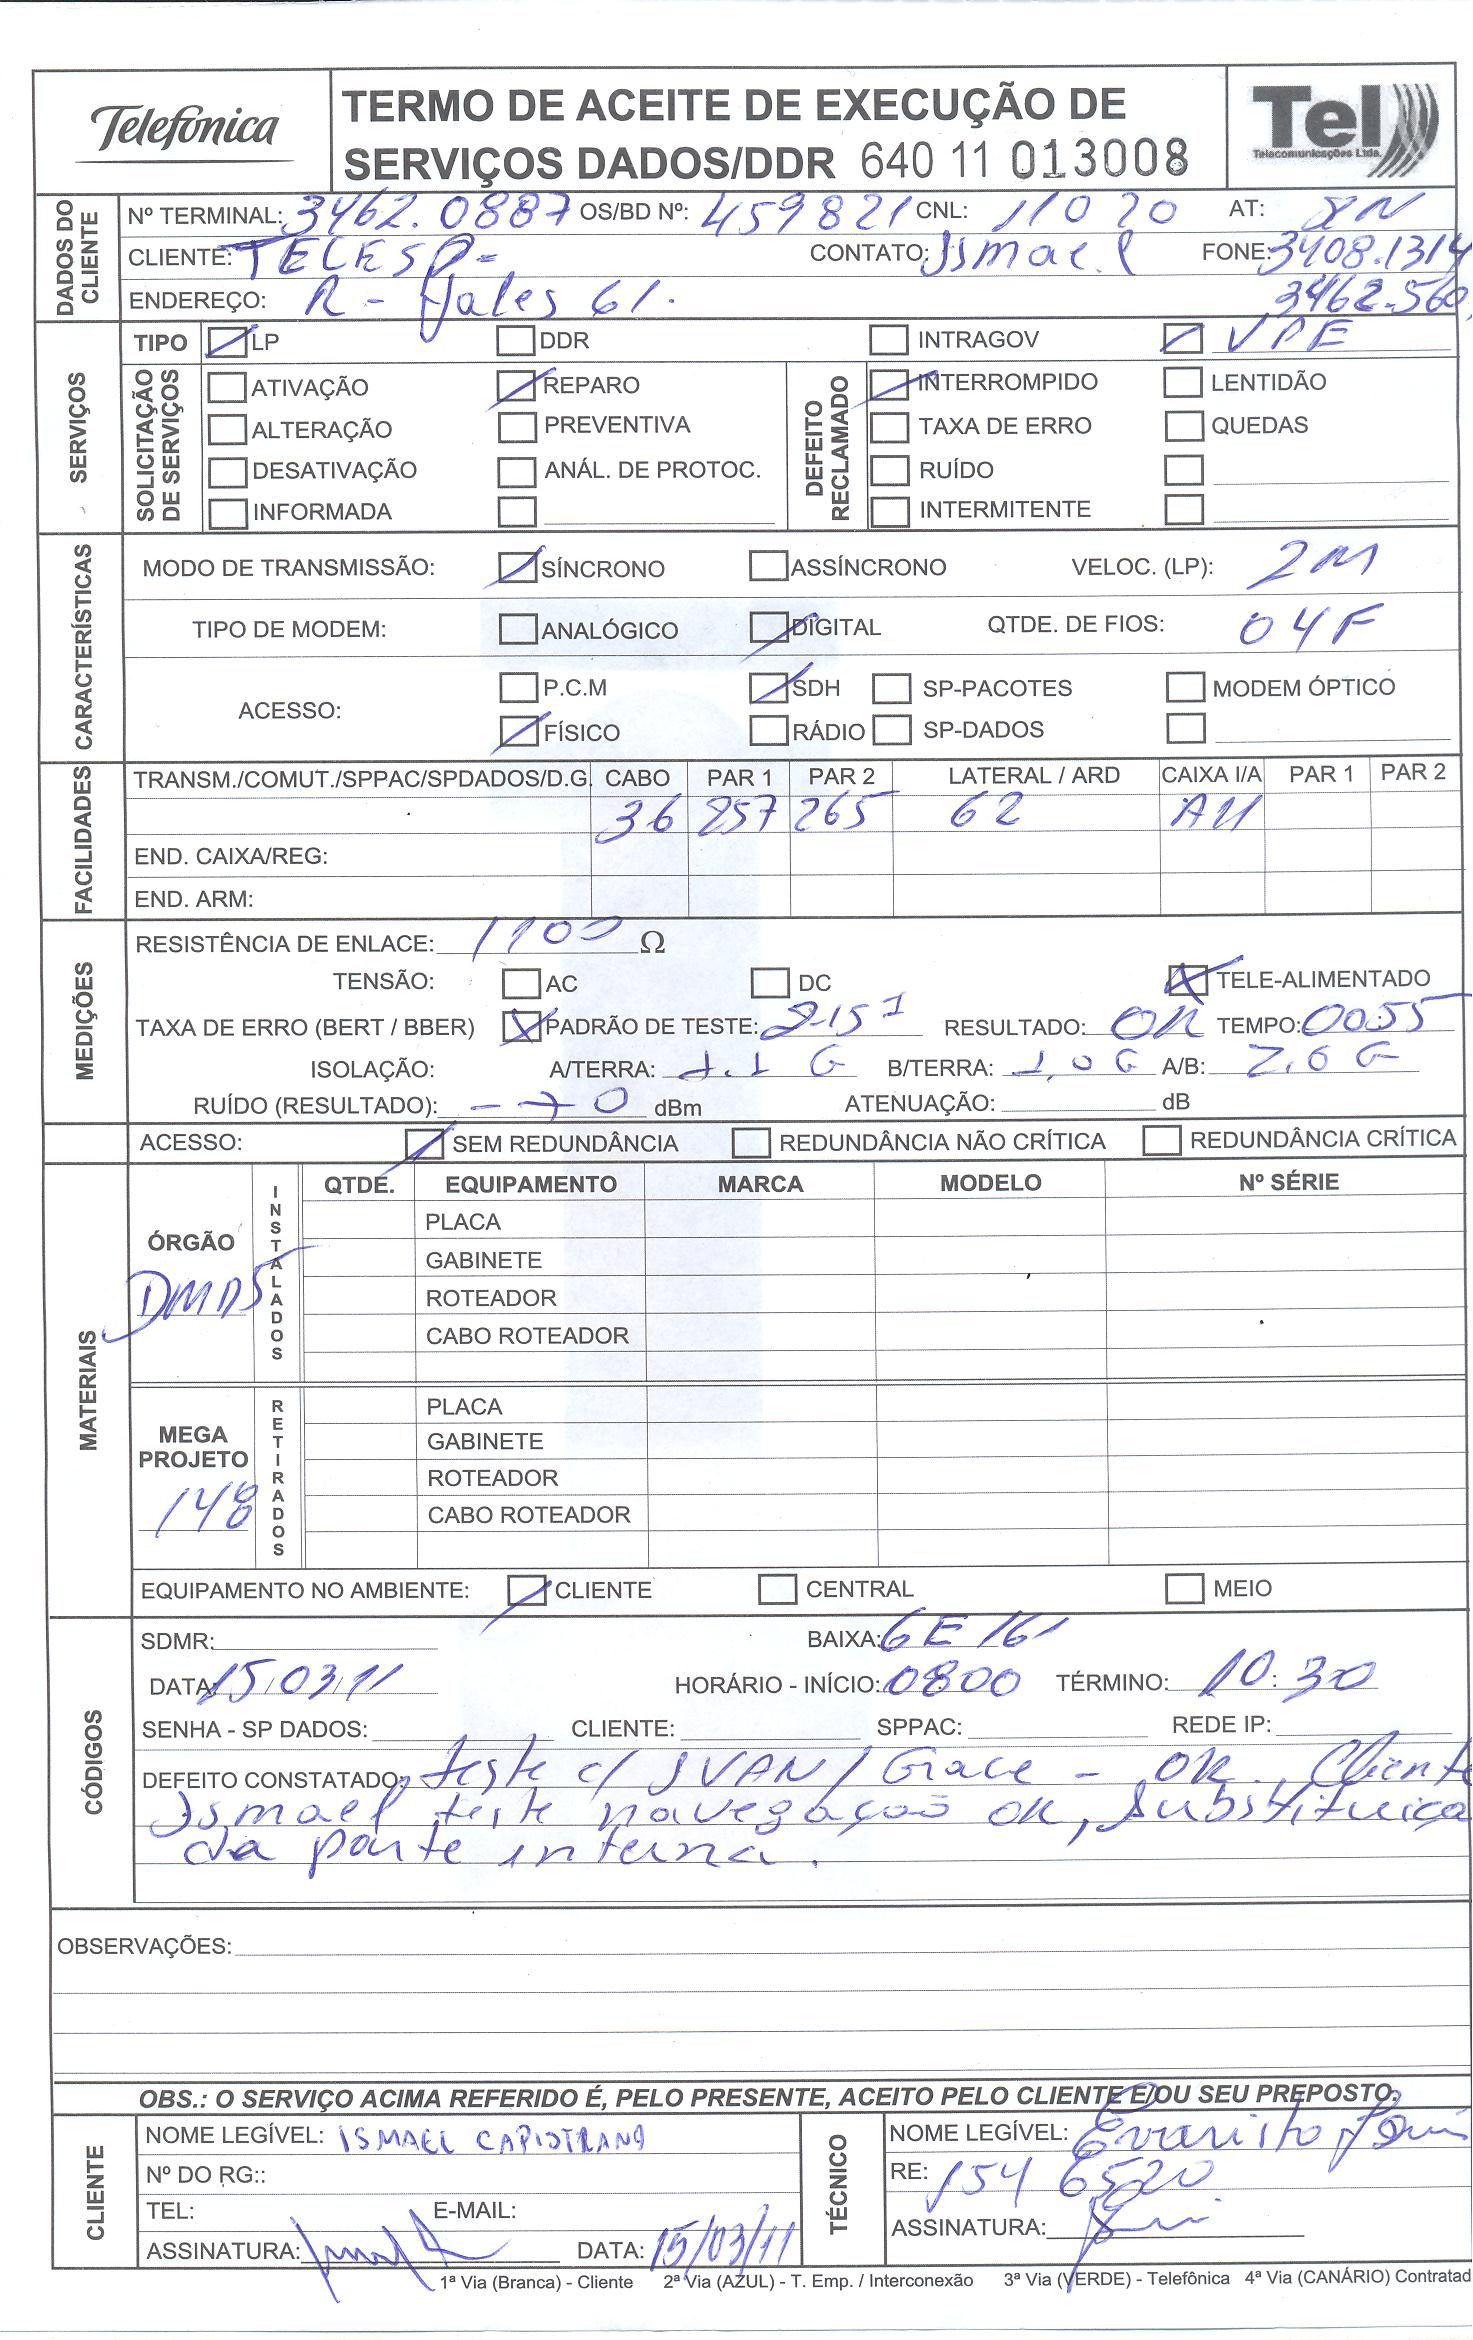 Telefónica
TERMO DE ACEITE DE EXECUÇÃO DE
SERVIÇOS DADOS/DDR 640 11 013008
Tel
Telecomunicações Ltda.
DADOS DO CLIENTE
Nº TERMINAL: 3462.0887 OS/BD Nº: 459821 CNL: 11020 AT: 8N
CLIENTE: TELESP- CONTATO: Ismael FONE: 3408.1314
ENDEREÇO: R - Jales 61. 3462.560
SERVIÇOS
TIPO LP DDR INTRAGOV VPE
SOLICITAÇÃO DE SERVIÇOS
DEFEITO RECLAMADO
ATIVAÇÃO REPARO INTERROMPIDO LENTIDÃO
ALTERAÇÃO PREVENTIVA TAXA DE ERRO QUEDAS
DESATIVAÇÃO ANÁL. DE PROTOC. RUÍDO
INFORMADA INTERMITENTE
CARACTERÍSTICAS
MODO DE TRANSMISSÃO: SÍNCRONO ASSÍNCRONO VELOC. (LP): 2M
TIPO DE MODEM: ANALÓGICO DIGITAL QTDE. DE FIOS: 04F
ACESSO: P.C.M SDH SP-PACOTES MODEM ÓPTICO
FÍSICO RÁDIO SP-DADOS
FACILIDADES
TRANSM./COMUT./SPPAC/SPDADOS/D.G. CABO PAR 1 PAR 2 LATERAL / ARD CAIXA I/A PAR 1 PAR 2
36 257 265 62 A11
END. CAIXA/REG:
END. ARM:
MEDIÇÕES
RESISTÊNCIA DE ENLACE: 1100 Ω
TENSÃO: AC DC TELE-ALIMENTADO
TAXA DE ERRO (BERT / BBER) PADRÃO DE TESTE: 2-15 1 RESULTADO: OK TEMPO: 00:55
ISOLAÇÃO: A/TERRA: 1.1 G B/TERRA: 1,0 G A/B: 2.0 G
RUÍDO (RESULTADO): dBm ATENUAÇÃO: dB
ACESSO: SEM REDUNDÂNCIA REDUNDÂNCIA NÃO CRÍTICA REDUNDÂNCIA CRÍTICA
MATERIAIS
ÓRGÃO
INSTALADOS
QTDE. EQUIPAMENTO MARCA MODELO Nº SÉRIE
PLACA
GABINETE
ROTEADOR
CABO ROTEADOR
MEGA PROJETO
148
RETIRADOS
PLACA
GABINETE
ROTEADOR
CABO ROTEADOR
EQUIPAMENTO NO AMBIENTE: CLIENTE CENTRAL MEIO
CÓDIGOS
SDMR: BAIXA: 6E161
DATA: 15/03/11 HORÁRIO - INÍCIO: 0800 TÉRMINO: 10:30
SENHA - SP DADOS: CLIENTE: SPPAC: REDE IP:
DEFEITO CONSTATADO: teste c/ IVAN / Grace - OK. Cliente
Ismael teste navegação OK, substituiça
da parte interna.
OBSERVAÇÕES:
OBS.: O SERVIÇO ACIMA REFERIDO É, PELO PRESENTE, ACEITO PELO CLIENTE E/OU SEU PREPOSTO.
CLIENTE
NOME LEGÍVEL: ISMAEL CAPISTRANO
Nº DO RG::
TEL: E-MAIL:
ASSINATURA: DATA: 15/03/11
TÉCNICO
NOME LEGÍVEL: Evaristo
RE: 154 6520
ASSINATURA:
1ª Via (Branca) - Cliente 2ª Via (AZUL) - T. Emp. / Interconexão 3ª Via (VERDE) - Telefônica 4ª Via (CANÁRIO) Contratad